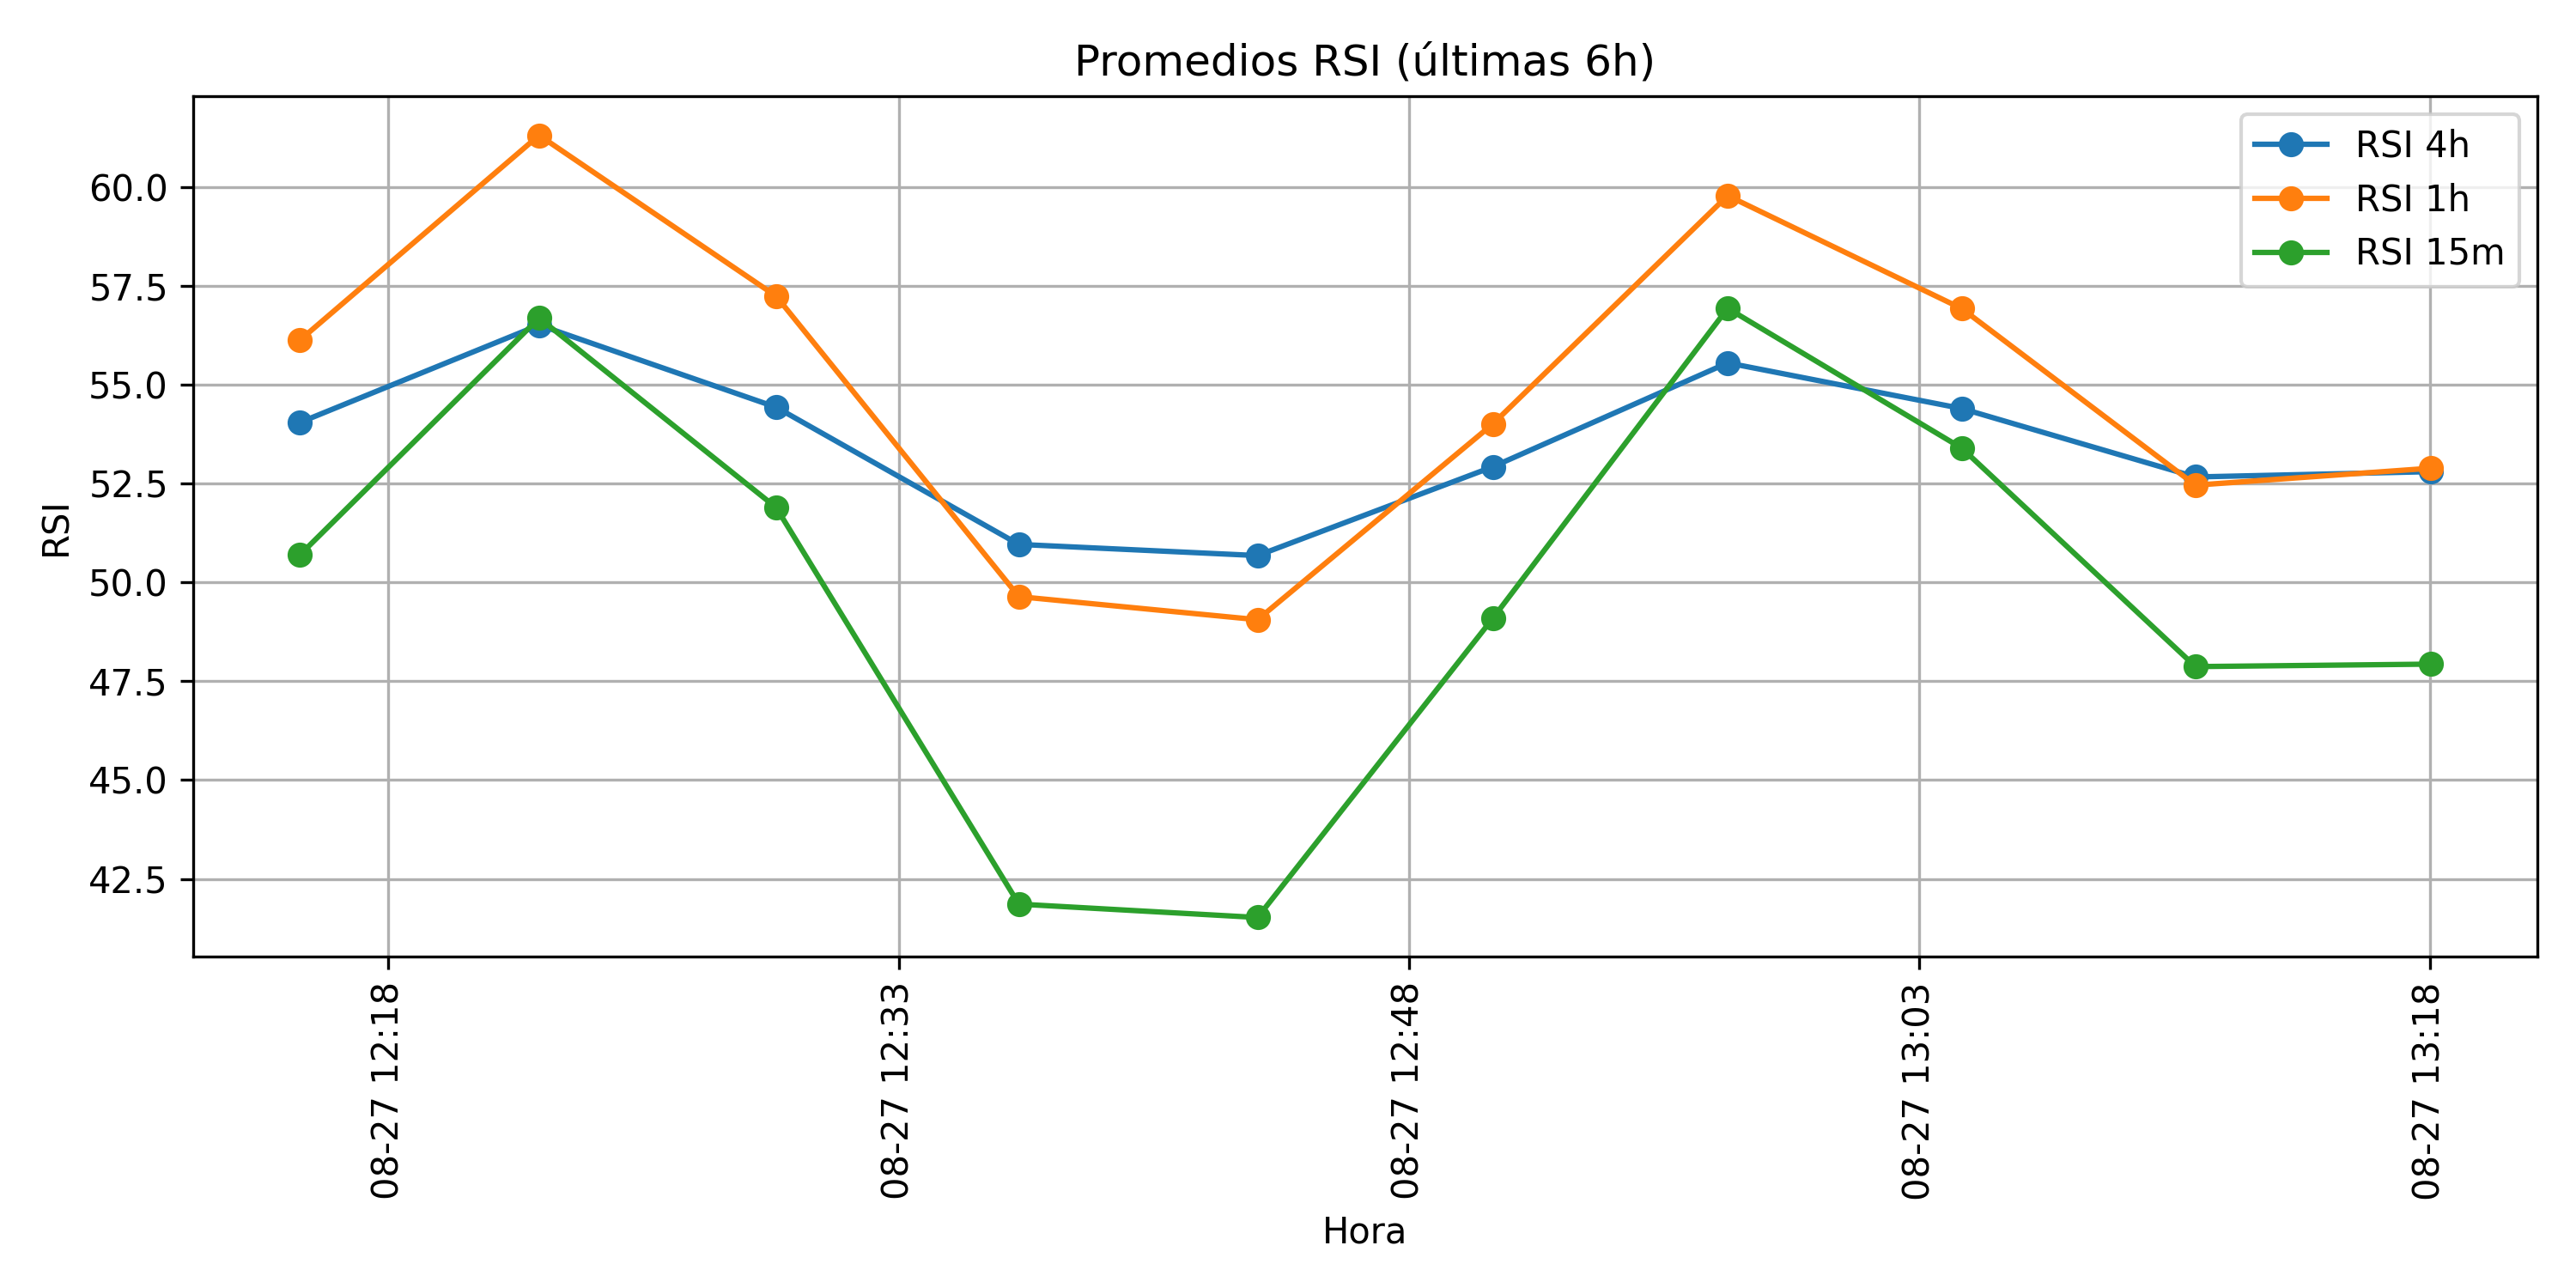 Promedios RSI (últimas 6h)
RSI 4h
RSI 1h
RSI 15m
RSI
60.0
57.5
55.0
52.5
50.0
47.5
45.0
42.5
08-27 12:18
08-27 12:33
08-27 12:48
08-27 13:03
08-27 13:18
Hora